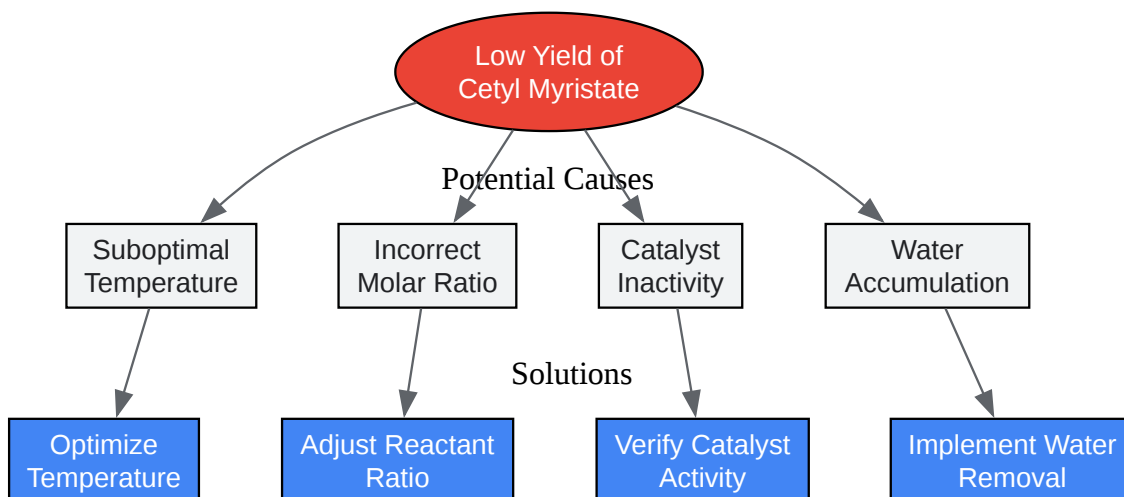 Low Yield of
Cetyl Myristate
Potential Causes
Suboptimal
Temperature
Incorrect
Molar Ratio
Catalyst
Inactivity
Water
Accumulation
Solutions
Optimize
Temperature
Adjust Reactant
Ratio
Verify Catalyst
Activity
Implement Water
Removal